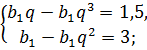 b₁q − b₁q³ = 1,5,
b₁ − b₁q² = 3;